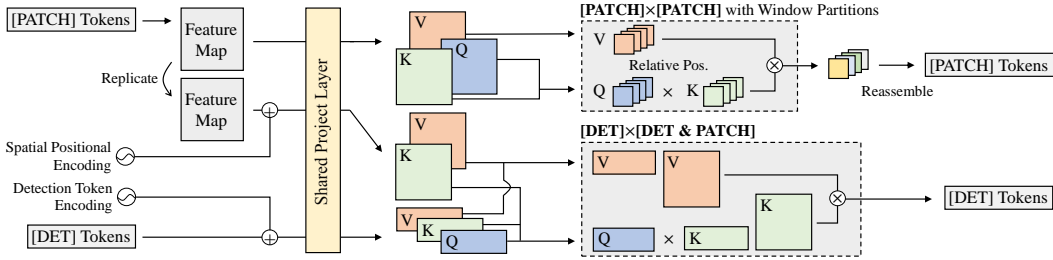 [PATCH] Tokens
Feature
Map
Replicate
Feature
Map
Spatial Positional
Encoding
Detection Token
Encoding
[DET] Tokens
Shared Project Layer
V
Q
K
V
K
V
K
Q
[PATCH]×[PATCH] with Window Partitions
V
Relative Pos.
Q × K
Reassemble
[PATCH] Tokens
[DET]×[DET & PATCH]
V V
K
Q × K
[DET] Tokens